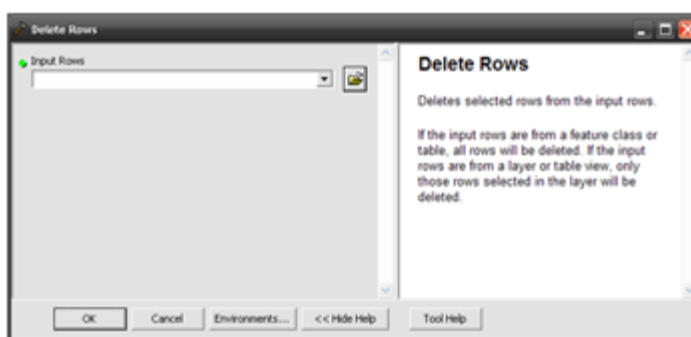 Delete Rows
Input Rows
Delete Rows
Deletes selected rows from the input rows.
If the input rows are from a feature class or
table, all rows will be deleted. If the input
rows are from a layer or table view, only
those rows selected in the layer will be
deleted.
OK Cancel Environments... << Hide Help Tool Help